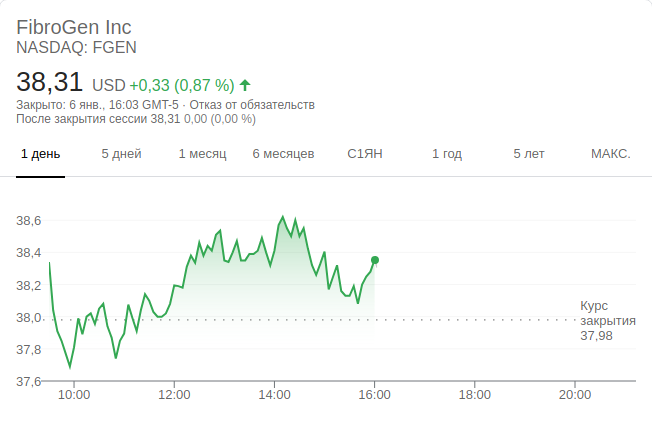 FibroGen Inc
NASDAQ: FGEN
38,31 USD +0,33 (0,87 %)
Закрыто: 6 янв., 16:03 GMT-5 · Отказ от обязательств
После закрытия сессии 38,31 0,00 (0,00 %)
1 день 5 дней 1 месяц 6 месяцев С1ЯН 1 год 5 лет МАКС.
38,6
38,4
38,2
38,0
37,8
37,6
Курс
закрытия
37,98
10:00 12:00 14:00 16:00 18:00 20:00